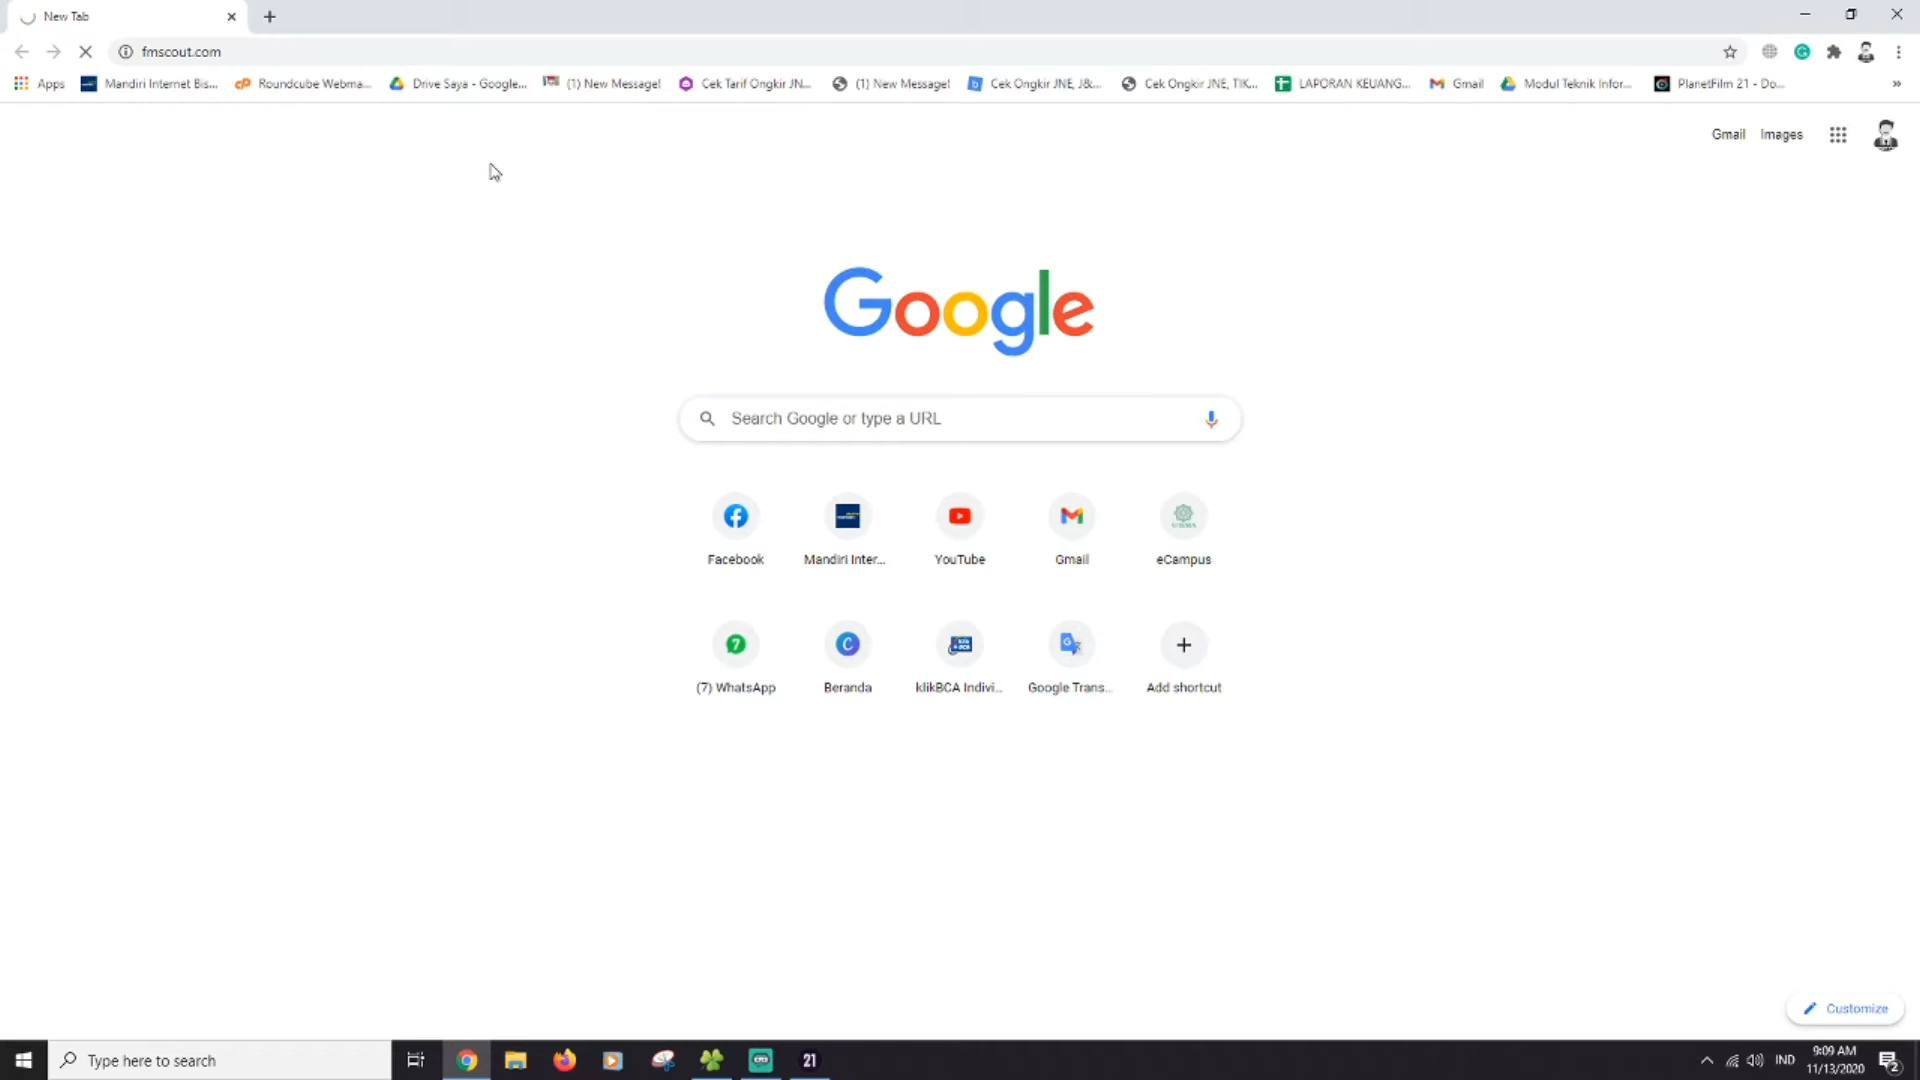 New Tab
fmscout.com
Apps
Mandiri Internet Bis...
Roundcube Webma...
Drive Saya - Google...
(1) New Message!
Cek Tarif Ongkir JN...
(1) New Message!
Cek Ongkir JNE, J&...
Cek Ongkir JNE, TIK...
LAPORAN KEUANG...
Gmail
Modul Teknik Infor...
PlanetFilm 21 - Do...
»
Gmail
Images
Google
Search Google or type a URL
Facebook
Mandiri Inter...
YouTube
Gmail
eCampus
(7) WhatsApp
Beranda
klikBCA Indivi...
Google Trans...
Add shortcut
Customize
Type here to search
21
IND
9:09 AM
11/13/2020
2